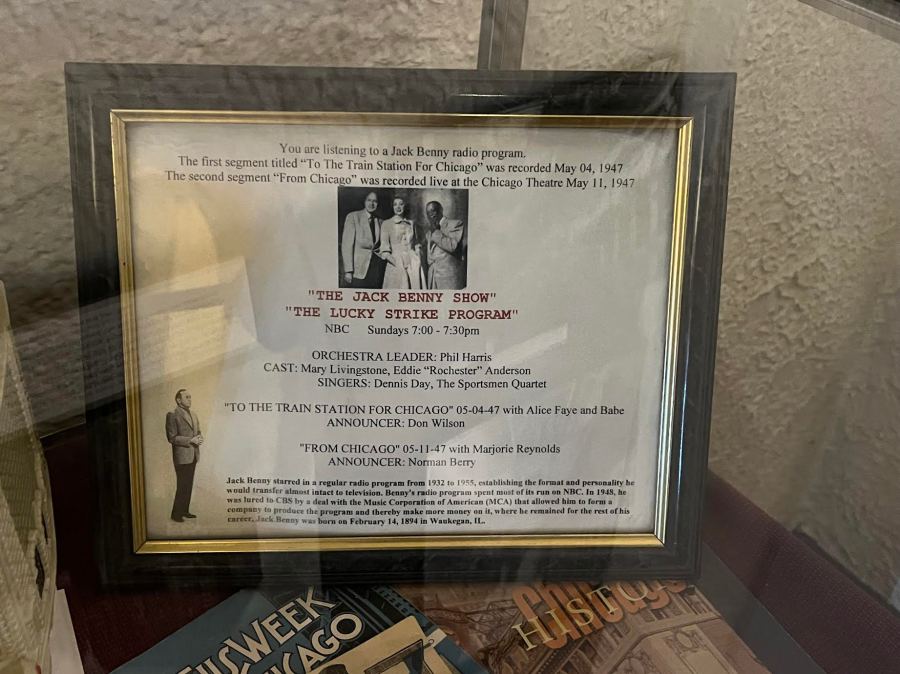 You are listening to a Jack Benny radio program.
The first segment titled “To The Train Station For Chicago” was recorded May 04, 1947
The second segment “From Chicago” was recorded live at the Chicago Theatre May 11, 1947
"THE JACK BENNY SHOW"
"THE LUCKY STRIKE PROGRAM"
NBC Sundays 7:00 - 7:30pm
ORCHESTRA LEADER: Phil Harris
CAST: Mary Livingstone, Eddie “Rochester” Anderson
SINGERS: Dennis Day, The Sportsmen Quartet
"TO THE TRAIN STATION FOR CHICAGO" 05-04-47 with Alice Faye and Babe
ANNOUNCER: Don Wilson
"FROM CHICAGO" 05-11-47 with Marjorie Reynolds
ANNOUNCER: Norman Berry
Jack Benny starred in a regular radio program from 1932 to 1955, establishing the format and personality he
would transfer almost intact to television. Benny's radio program spent most of its run on NBC. In 1948, he
was lured to CBS by a deal with the Music Corporation of American (MCA) that allowed him to form a
company to produce the program and thereby make more money on it, where he remained for the rest of his
career. Jack Benny was born on February 14, 1894 in Waukegan, IL.
WEEK
Chicago
HISTORY